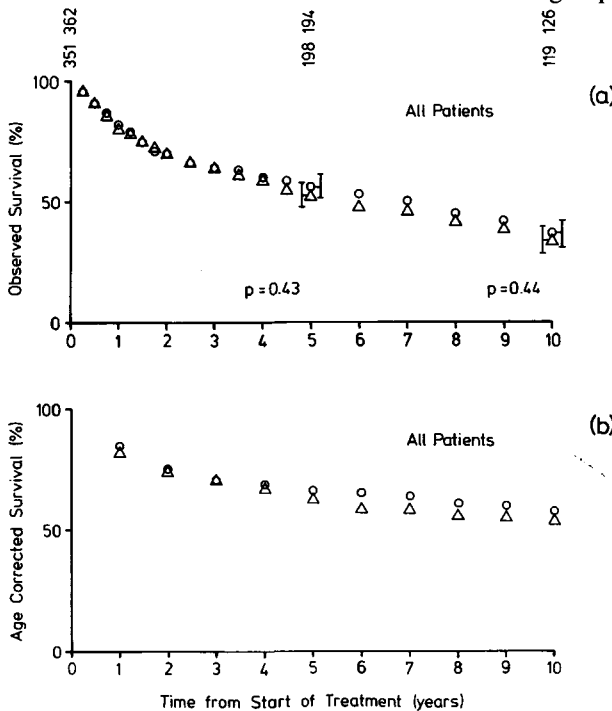 group
351 362
198 194
119 126
(a)
100
All Patients
Observed Survival (%)
50
p = 0.43
p = 0.44
0
0 1 2 3 4 5 6 7 8 9 10
(b)
100
All Patients
Age Corrected Survival (%)
50
0
0 1 2 3 4 5 6 7 8 9 10
Time from Start of Treatment (years)